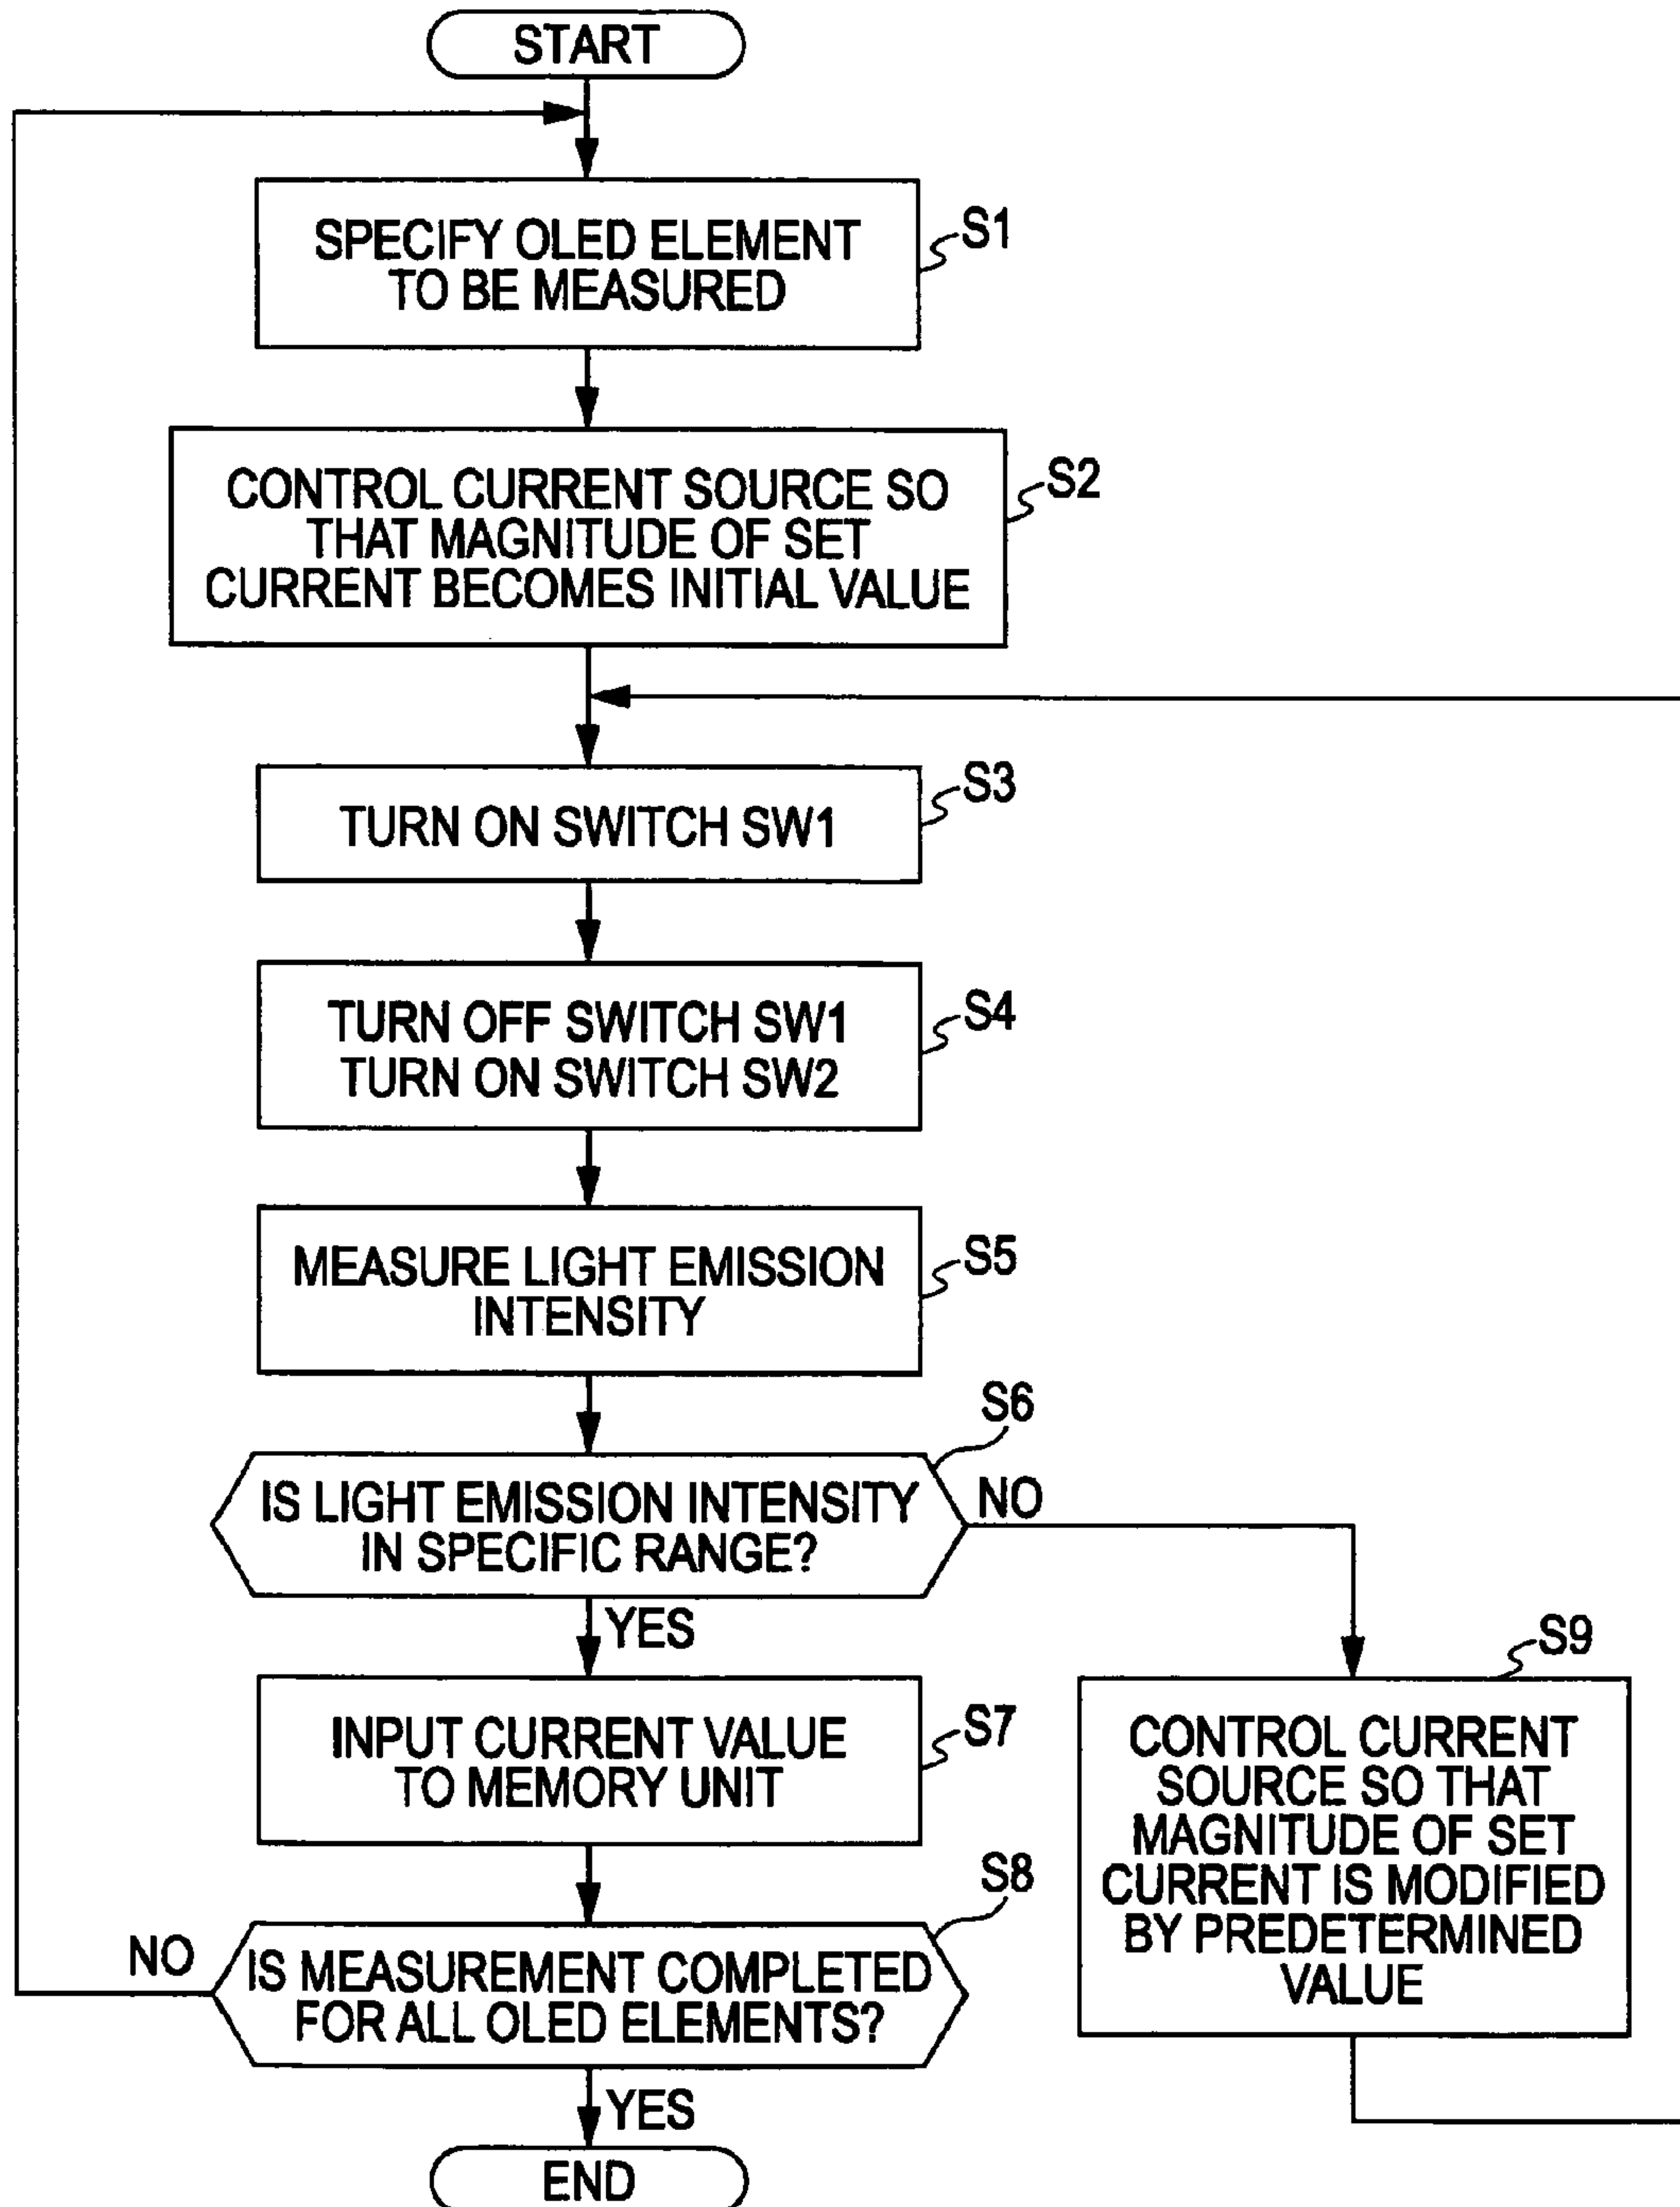 START
SPECIFY OLED ELEMENT
TO BE MEASURED
S1
CONTROL CURRENT SOURCE SO
THAT MAGNITUDE OF SET
CURRENT BECOMES INITIAL VALUE
S2
TURN ON SWITCH SW1
S3
TURN OFF SWITCH SW1
TURN ON SWITCH SW2
S4
MEASURE LIGHT EMISSION
INTENSITY
S5
IS LIGHT EMISSION INTENSITY
IN SPECIFIC RANGE?
S6
NO
YES
INPUT CURRENT VALUE
TO MEMORY UNIT
S7
CONTROL CURRENT
SOURCE SO THAT
MAGNITUDE OF SET
CURRENT IS MODIFIED
BY PREDETERMINED
VALUE
S9
IS MEASUREMENT COMPLETED
FOR ALL OLED ELEMENTS?
S8
NO
YES
END